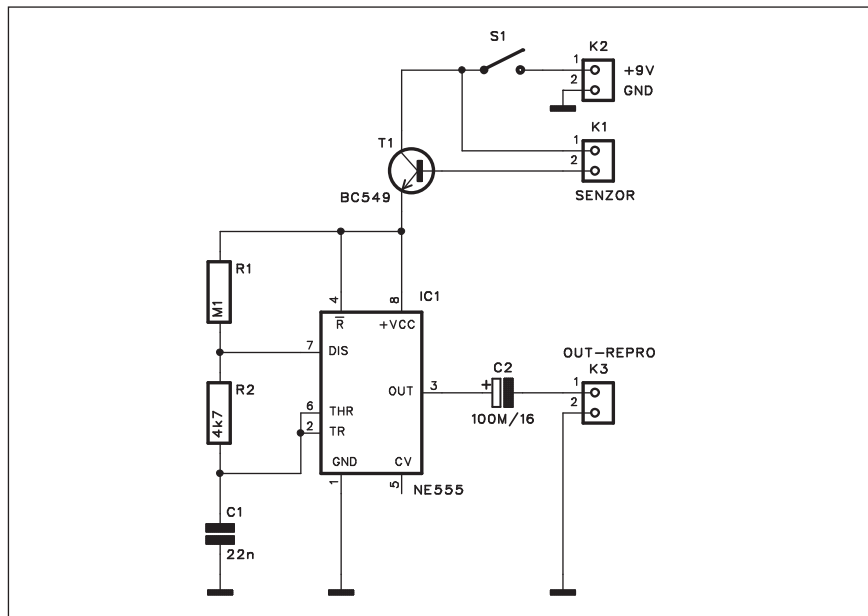 S1
K2
1
+9V
2
GND
K1
1
2
SENZOR
T1
BC549
R1
M1
4
8
IC1
R
+VCC
7
DIS
OUT-REPRO
K3
C2
+
1
2
R2
4k7
OUT
3
100M/16
6
THR
2
TR
GND
CV
1
5
NE555
C1
22n